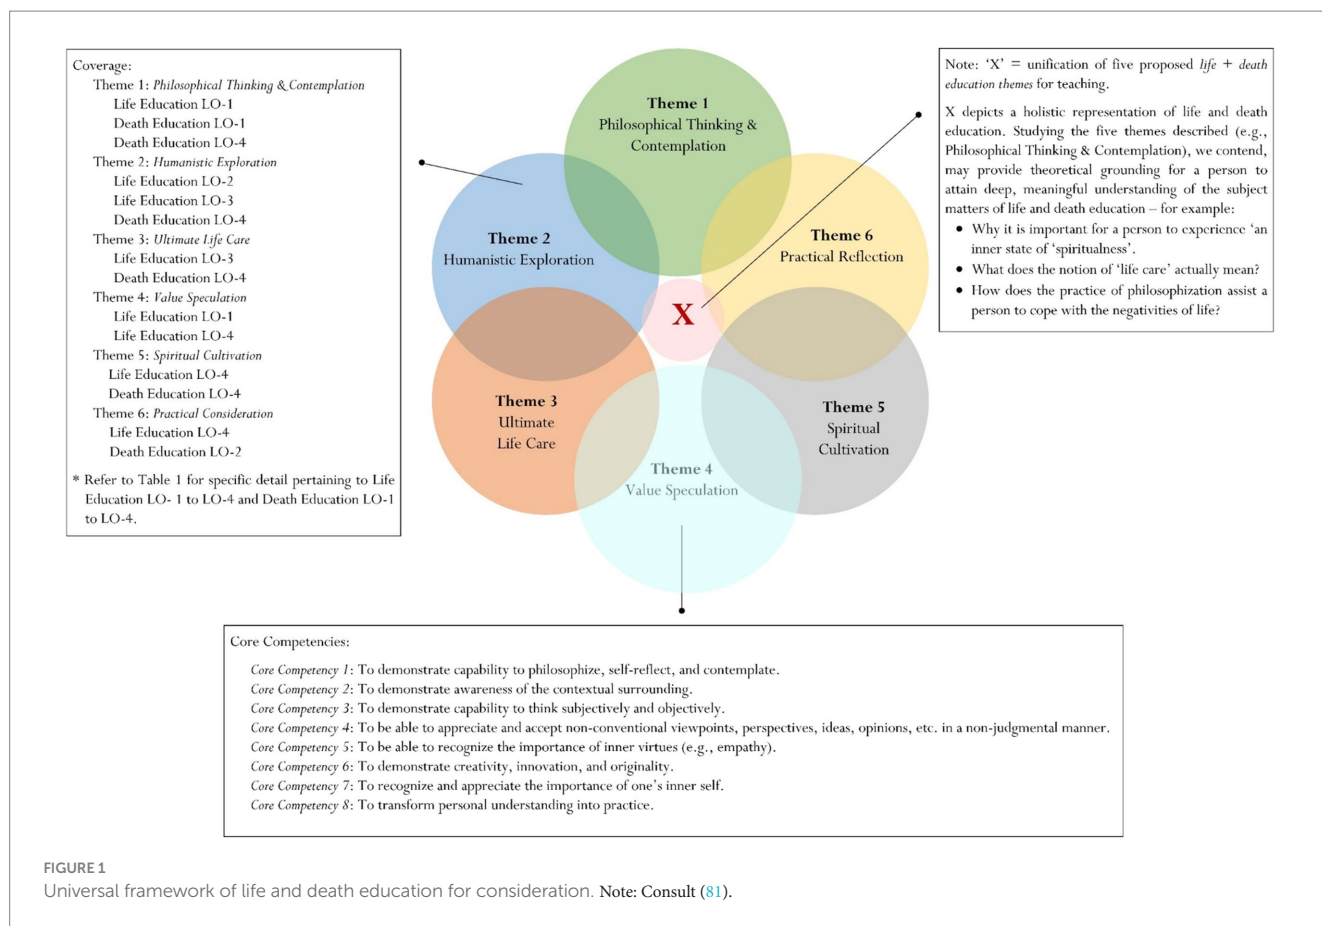 Coverage:
Theme 1: Philosophical Thinking & Contemplation
Life Education LO-1
Death Education LO-1
Death Education LO-4
Theme 2: Humanistic Exploration
Life Education LO-2
Life Education LO-3
Death Education LO-4
Theme 3: Ultimate Life Care
Life Education LO-3
Death Education LO-4
Theme 4: Value Speculation
Life Education LO-1
Life Education LO-4
Theme 5: Spiritual Cultivation
Life Education LO-4
Death Education LO-4
Theme 6: Practical Consideration
Life Education LO-4
Death Education LO-2
* Refer to Table 1 for specific detail pertaining to Life
Education LO- 1 to LO-4 and Death Education LO-1
to LO-4.
Theme 1
Philosophical Thinking &
Contemplation
Theme 2
Humanistic Exploration
Theme 6
Practical Reflection
X
Theme 3
Ultimate
Life Care
Theme 5
Spiritual
Cultivation
Theme 4
Value Speculation
Note: ‘X’ = unification of five proposed life + death
education themes for teaching.
X depicts a holistic representation of life and death
education. Studying the five themes described (e.g.,
Philosophical Thinking & Contemplation), we contend,
may provide theoretical grounding for a person to
attain deep, meaningful understanding of the subject
matters of life and death education – for example:
• Why it is important for a person to experience ‘an
inner state of ‘spiritualness’.
• What does the notion of ‘life care’ actually mean?
• How does the practice of philosophization assist a
person to cope with the negativities of life?
Core Competencies:
Core Competency 1: To demonstrate capability to philosophize, self-reflect, and contemplate.
Core Competency 2: To demonstrate awareness of the contextual surrounding.
Core Competency 3: To demonstrate capability to think subjectively and objectively.
Core Competency 4: To be able to appreciate and accept non-conventional viewpoints, perspectives, ideas, opinions, etc. in a non-judgmental manner.
Core Competency 5: To be able to recognize the importance of inner virtues (e.g., empathy).
Core Competency 6: To demonstrate creativity, innovation, and originality.
Core Competency 7: To recognize and appreciate the importance of one’s inner self.
Core Competency 8: To transform personal understanding into practice.
FIGURE 1
Universal framework of life and death education for consideration. Note: Consult (81).